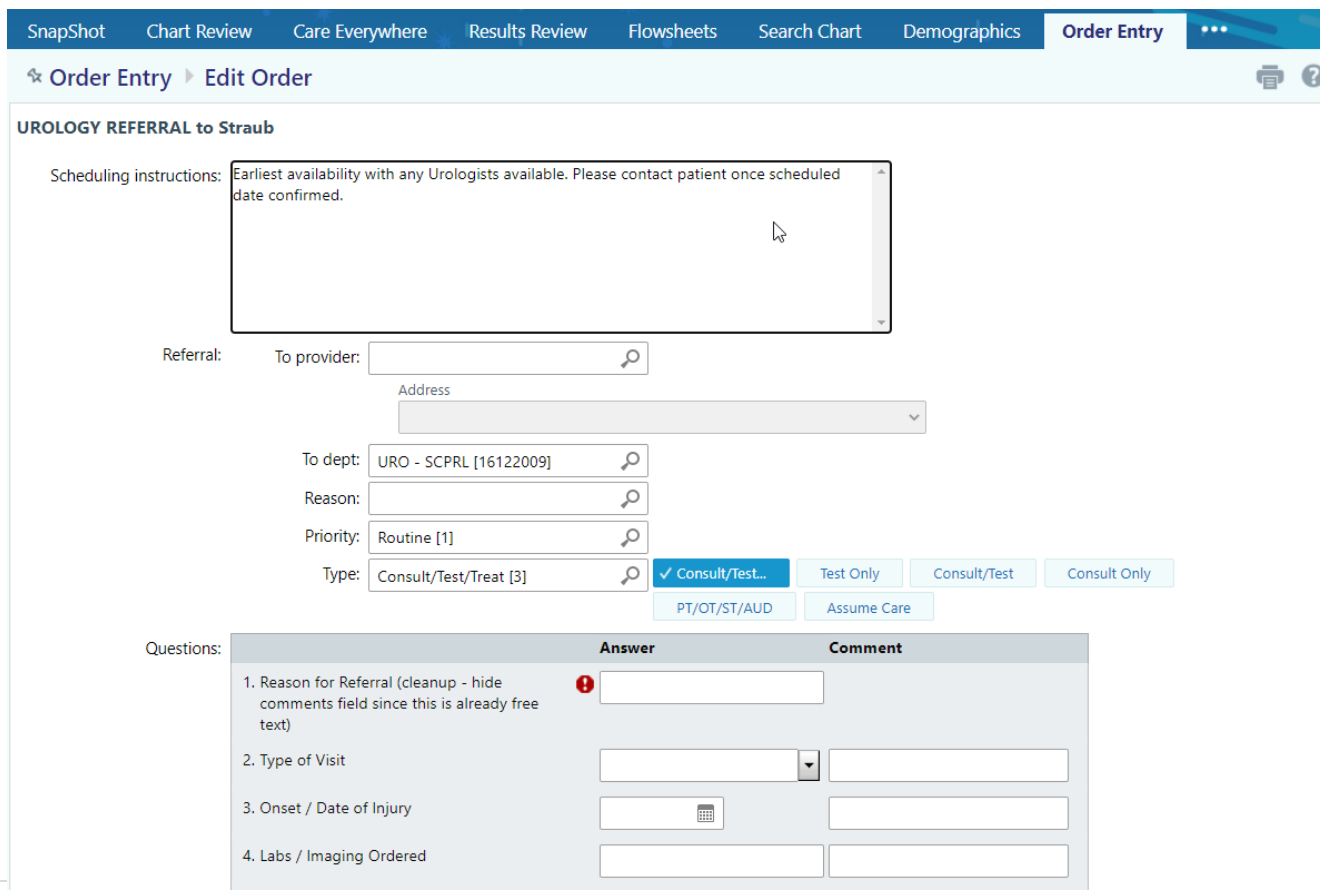 SnapShot Chart Review Care Everywhere Results Review Flowsheets Search Chart Demographics Order Entry •••
Order Entry Edit Order
UROLOGY REFERRAL to Straub
Scheduling instructions: Earliest availability with any Urologists available. Please contact patient once scheduled
date confirmed.
Referral: To provider:
Address
To dept: URO - SCPRL [16122009]
Reason:
Priority: Routine [1]
Type: Consult/Test/Treat [3] ✓ Consult/Test... Test Only Consult/Test Consult Only
PT/OT/ST/AUD Assume Care
Questions: Answer Comment
1. Reason for Referral (cleanup - hide
comments field since this is already free
text)
2. Type of Visit
3. Onset / Date of Injury
4. Labs / Imaging Ordered